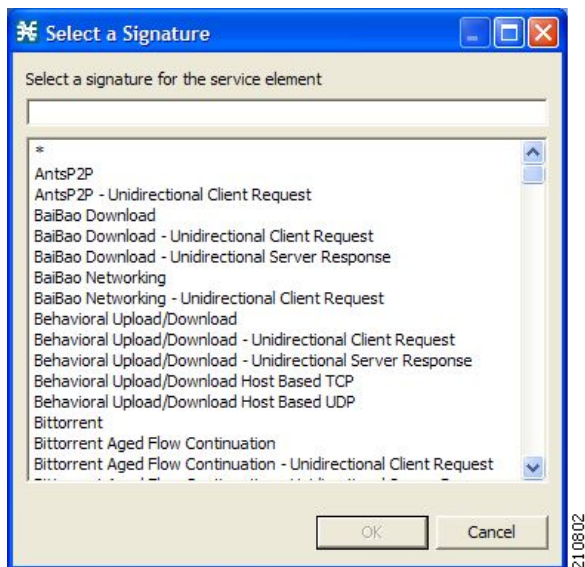 Select a Signature
Select a signature for the service element
*
AntsP2P
AntsP2P - Unidirectional Client Request
BaiBao Download
BaiBao Download - Unidirectional Client Request
BaiBao Download - Unidirectional Server Response
BaiBao Networking
BaiBao Networking - Unidirectional Client Request
Behavioral Upload/Download
Behavioral Upload/Download - Unidirectional Client Request
Behavioral Upload/Download - Unidirectional Server Response
Behavioral Upload/Download Host Based TCP
Behavioral Upload/Download Host Based UDP
Bittorrent
Bittorrent Aged Flow Continuation
Bittorrent Aged Flow Continuation - Unidirectional Client Request
OK Cancel
210802